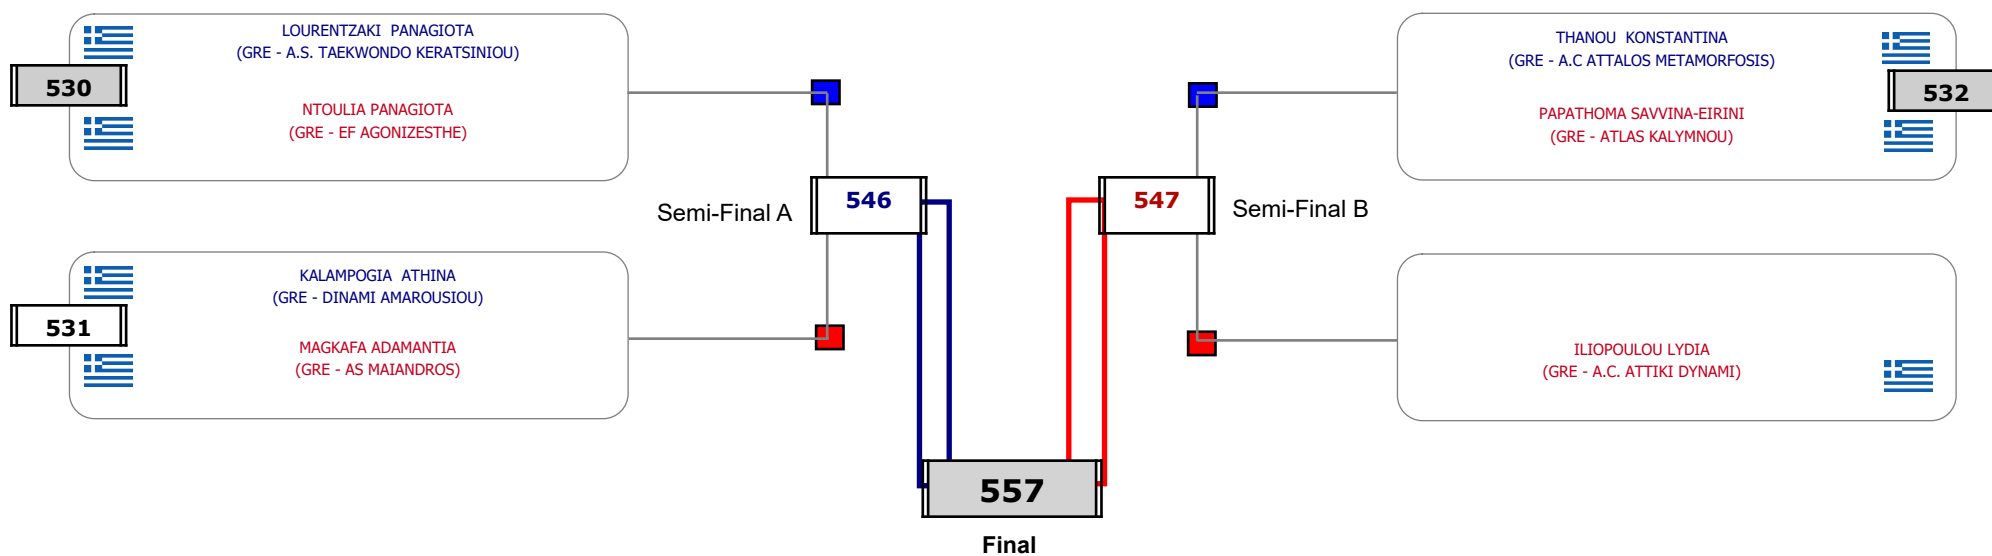 LOURENTZAKI PANAGIOTA
(GRE - A.S. TAEKWONDO KERATSINIOU)
530
NTOULIA PANAGIOTA
(GRE - EF AGONIZESTHE)
THANOU KONSTANTINA
(GRE - A.C ATTALOS METAMORFOSIS)
532
PAPATHOMA SAVVINA-EIRINI
(GRE - ATLAS KALYMNOU)
Semi-Final A
546
547
Semi-Final B
KALAMPOGIA ATHINA
(GRE - DINAMI AMAROUSIOU)
531
MAGKAFA ADAMANTIA
(GRE - AS MAIANDROS)
ILIOPOULOU LYDIA
(GRE - A.C. ATTIKI DYNAMI)
557
Final